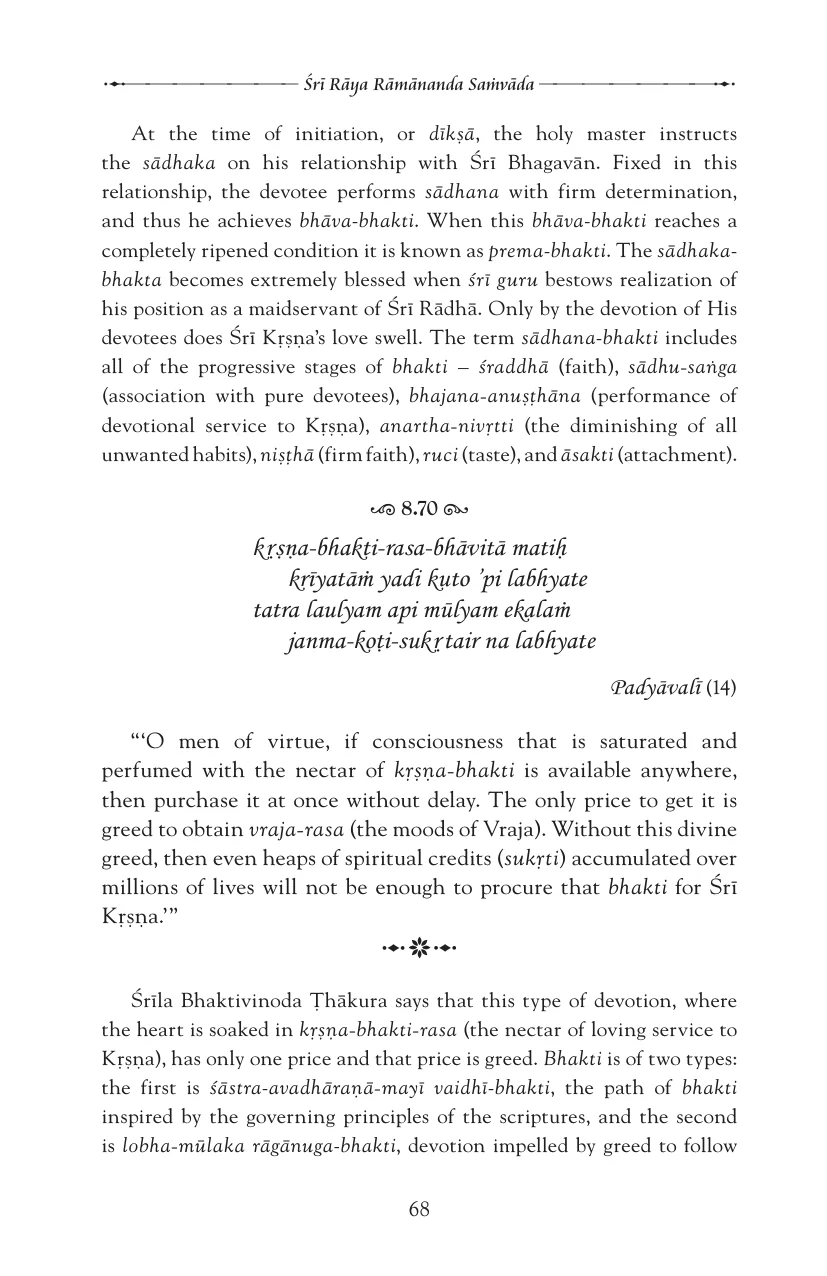 Śrī Rāya Rāmānanda Saṁvāda
At the time of initiation, or dīkṣā, the holy master instructs
the sādhaka on his relationship with Śrī Bhagavān. Fixed in this
relationship, the devotee performs sādhana with firm determination,
and thus he achieves bhāva-bhakti. When this bhāva-bhakti reaches a
completely ripened condition it is known as prema-bhakti. The sādhaka-
bhakta becomes extremely blessed when śrī guru bestows realization of
his position as a maidservant of Śrī Rādhā. Only by the devotion of His
devotees does Śrī Kṛṣṇa’s love swell. The term sādhana-bhakti includes
all of the progressive stages of bhakti – śraddhā (faith), sādhu-saṅga
(association with pure devotees), bhajana-anuṣṭhāna (performance of
devotional service to Kṛṣṇa), anartha-nivṛtti (the diminishing of all
unwanted habits), niṣṭhā (firm faith), ruci (taste), and āsakti (attachment).
8.70
kṛṣṇa-bhakṭi-rasa-bhāvitā matiḥ
kṛīyatāṁ yadi kuto ’pi labhyate
tatra laulyam api mūlyam ekalaṁ
janma-koṭi-sukṛtair na labhyate
Padyāvalī (14)
“‘O men of virtue, if consciousness that is saturated and
perfumed with the nectar of kṛṣṇa-bhakti is available anywhere,
then purchase it at once without delay. The only price to get it is
greed to obtain vraja-rasa (the moods of Vraja). Without this divine
greed, then even heaps of spiritual credits (sukṛti) accumulated over
millions of lives will not be enough to procure that bhakti for Śrī
Kṛṣṇa.’”
Śrīla Bhaktivinoda Ṭhākura says that this type of devotion, where
the heart is soaked in kṛṣṇa-bhakti-rasa (the nectar of loving service to
Kṛṣṇa), has only one price and that price is greed. Bhakti is of two types:
the first is śāstra-avadhāraṇā-mayī vaidhī-bhakti, the path of bhakti
inspired by the governing principles of the scriptures, and the second
is lobha-mūlaka rāgānuga-bhakti, devotion impelled by greed to follow
68